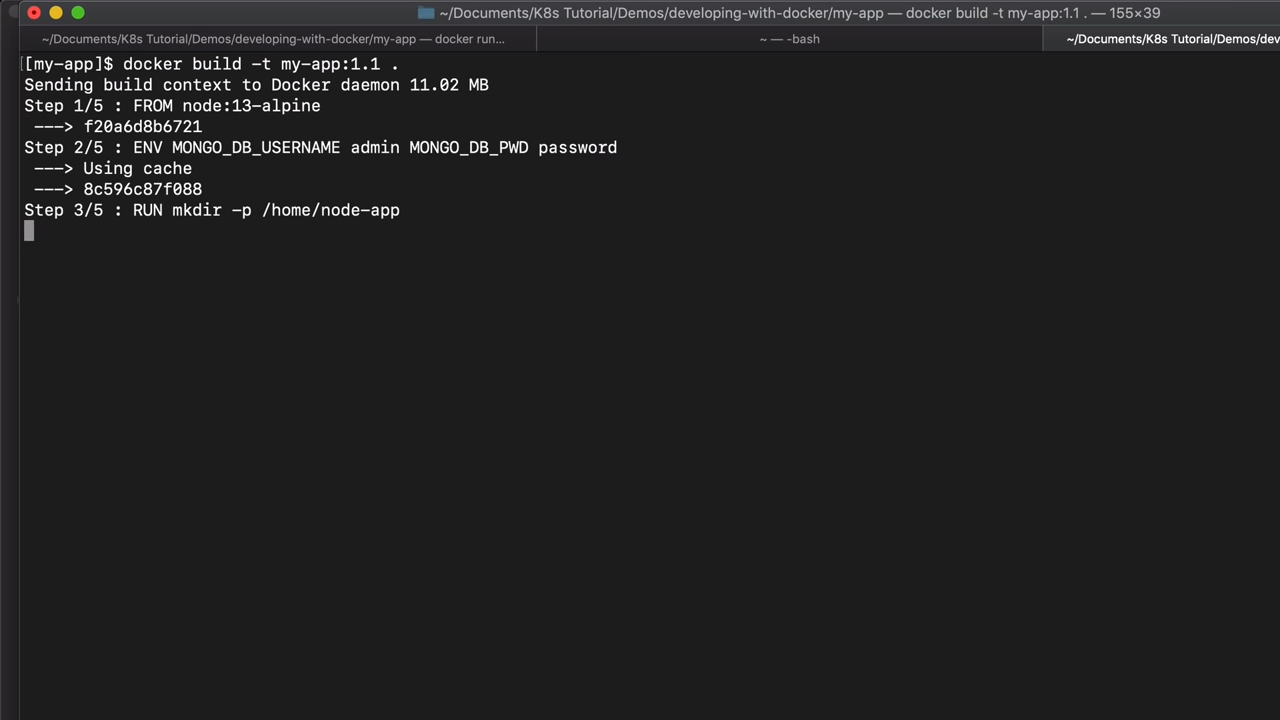 ~/Documents/K8s Tutorial/Demos/developing-with-docker/my-app — docker build -t my-app:1.1 . — 155×39
~/Documents/K8s Tutorial/Demos/developing-with-docker/my-app — docker run...
~ — -bash
~/Documents/K8s Tutorial/Demos/dev
[[my-app]$ docker build -t my-app:1.1 .
Sending build context to Docker daemon 11.02 MB
Step 1/5 : FROM node:13-alpine
---> f20a6d8b6721
Step 2/5 : ENV MONGO_DB_USERNAME admin MONGO_DB_PWD password
---> Using cache
---> 8c596c87f088
Step 3/5 : RUN mkdir -p /home/node-app